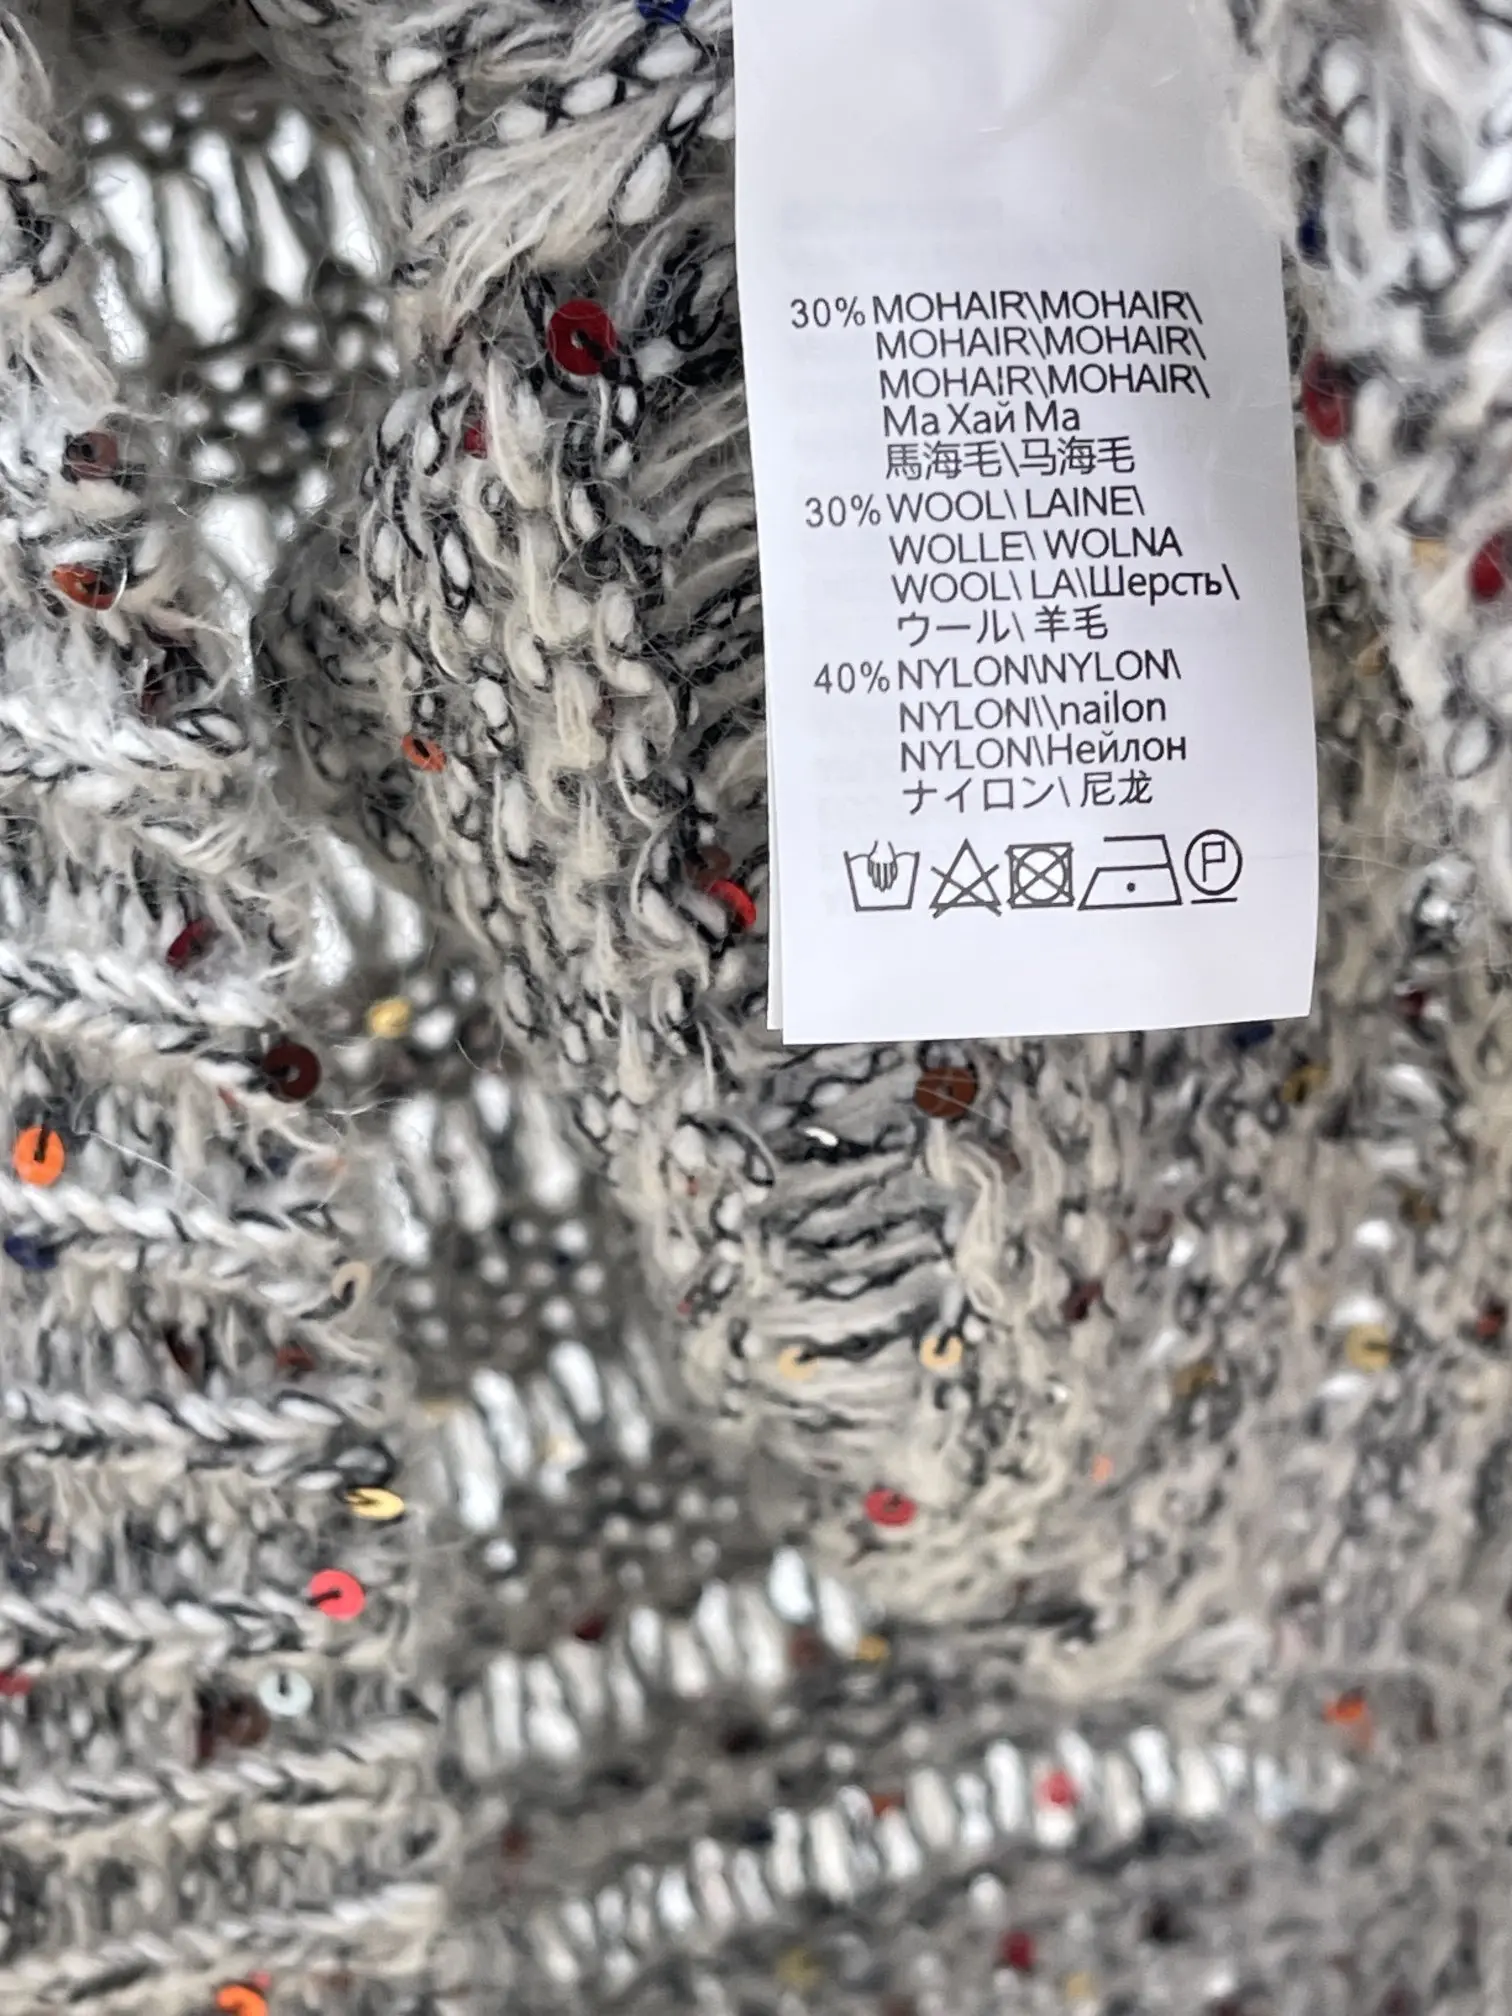 30% MOHAIR\MOHAIR\
MOHAIR\MOHAIR\
MOHAIR\MOHAIR\
Ма Хай Ма
馬海毛\马海毛
30% WOOL\ LAINE\
WOLLE\ WOLNA
WOOL\ LA\Шерсть\
ウール\ 羊毛
40% NYLON\NYLON\
NYLON\\nailon
NYLON\Нейлон
ナイロン\ 尼龙
P